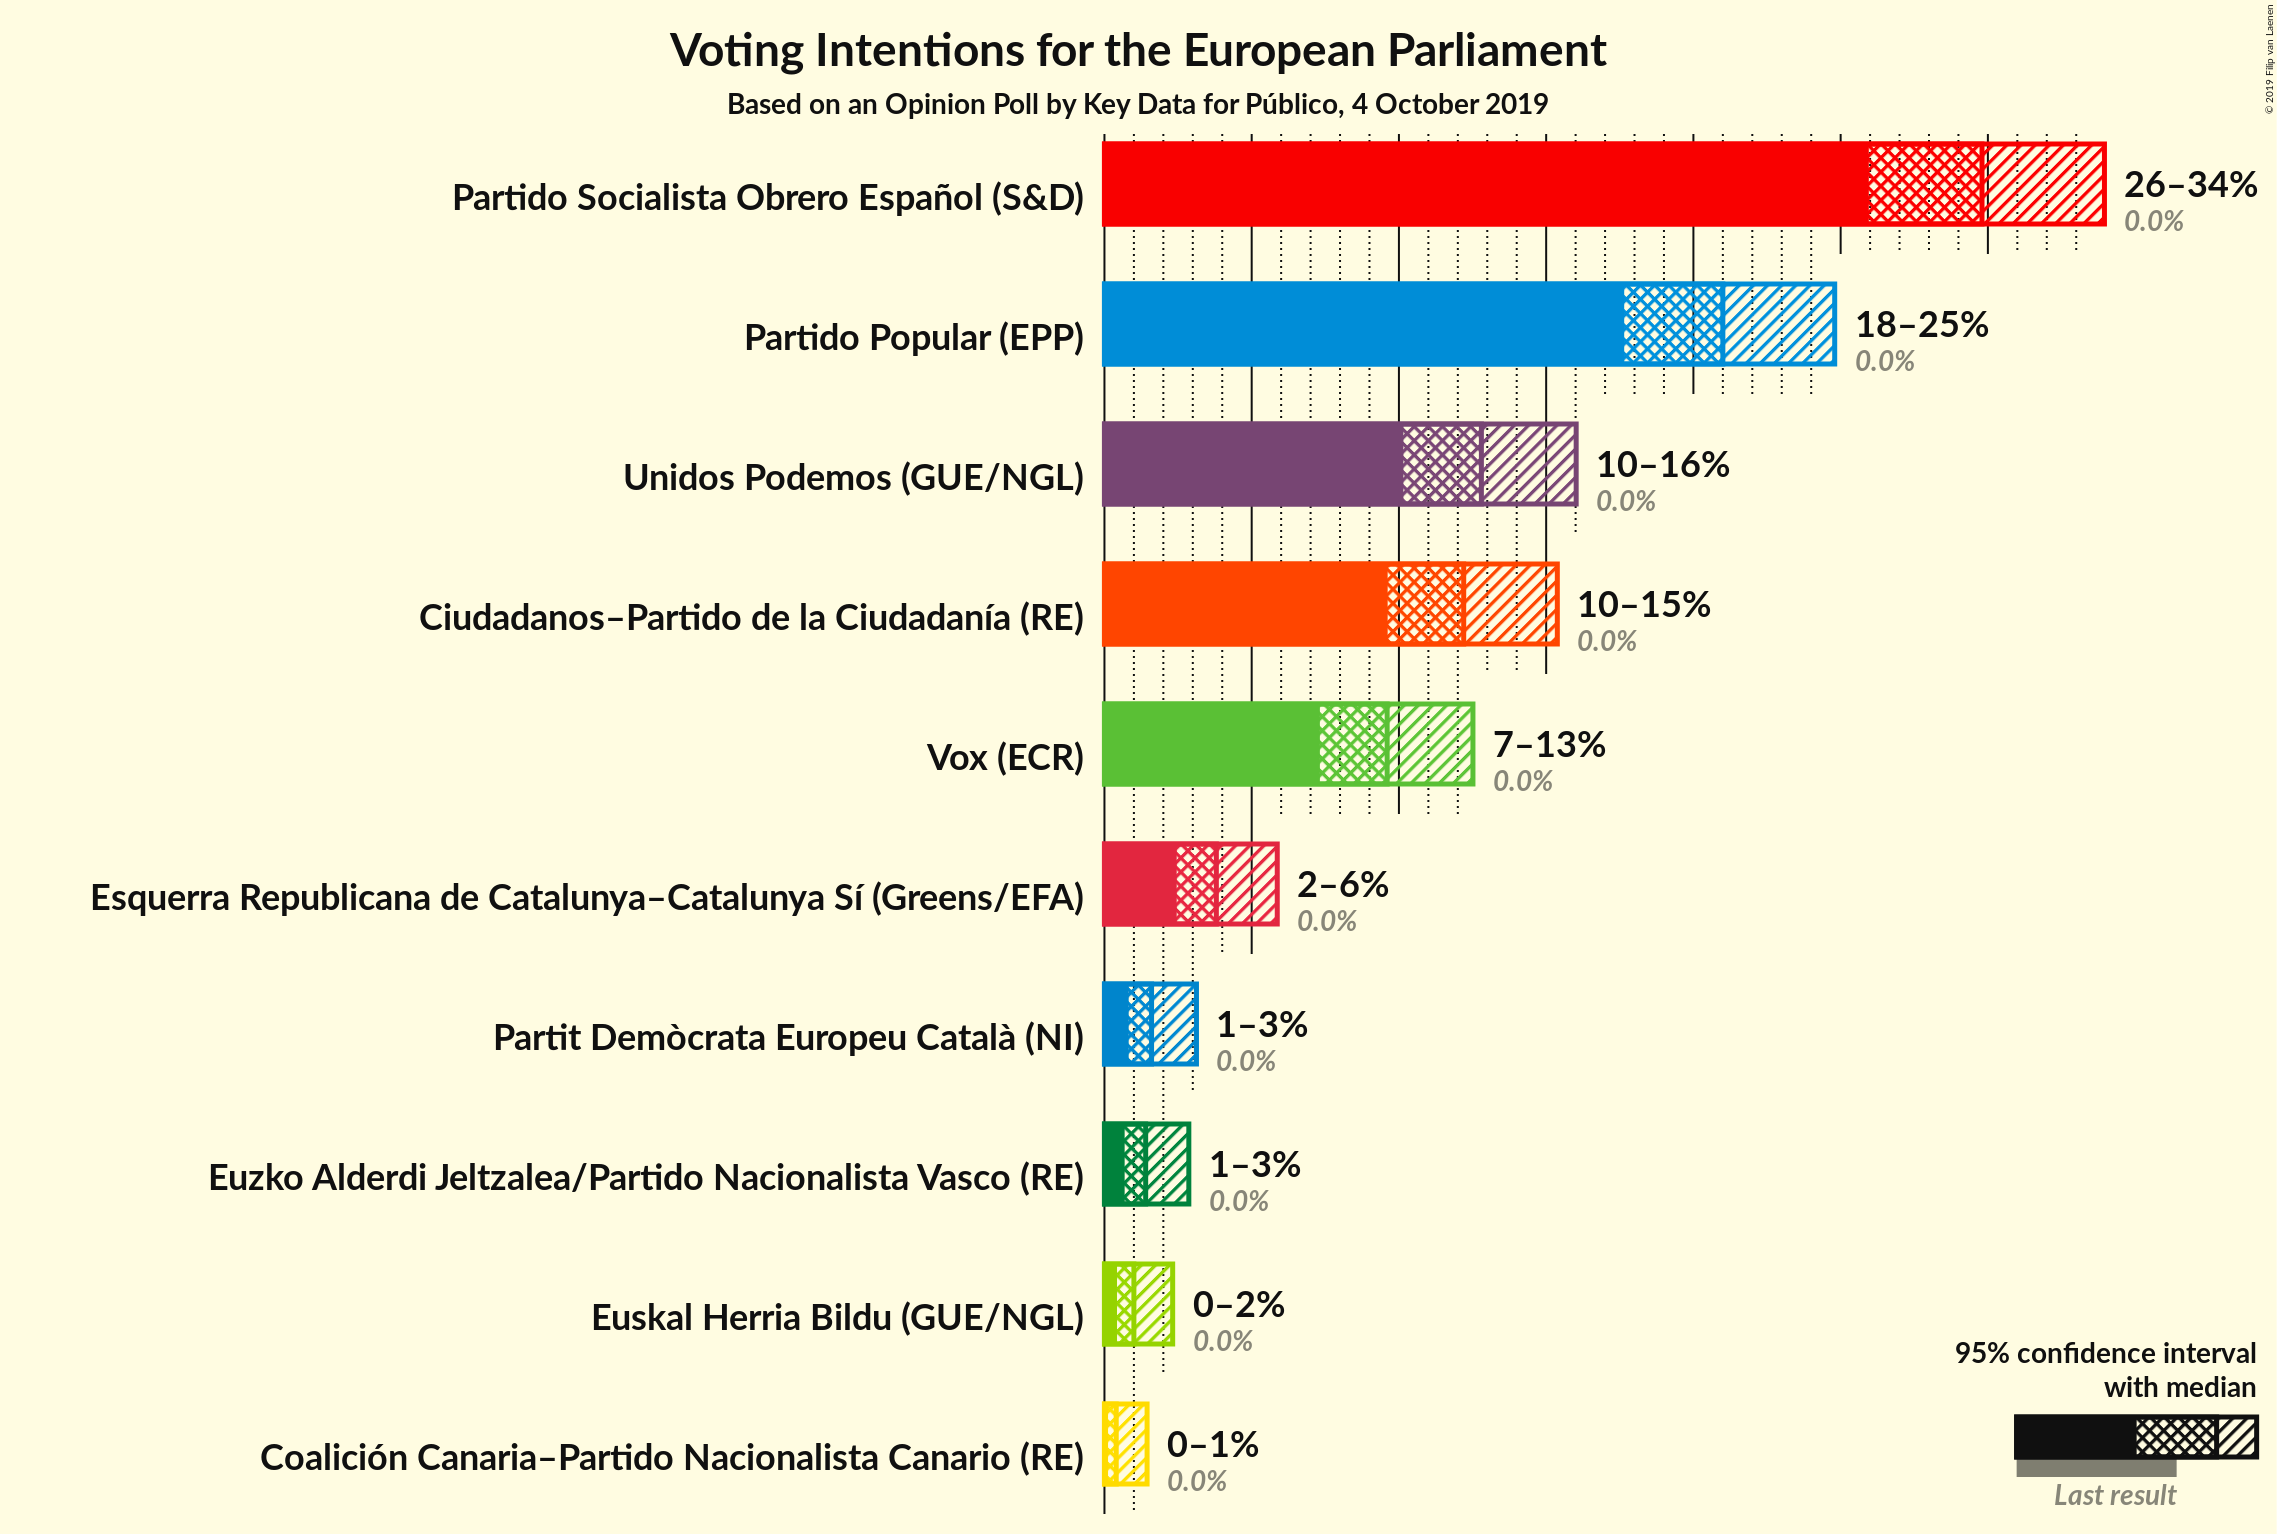 Voting Intentions for the European Parliament
Based on an Opinion Poll by Key Data for Público, 4 October 2019
© 2019 Filip van Laenen
Partido Socialista Obrero Español (S&D)
26–34%
0.0%
Partido Popular (EPP)
18–25%
0.0%
Unidos Podemos (GUE/NGL)
10–16%
0.0%
Ciudadanos–Partido de la Ciudadanía (RE)
10–15%
0.0%
Vox (ECR)
7–13%
0.0%
Esquerra Republicana de Catalunya–Catalunya Sí (Greens/EFA)
2–6%
0.0%
Partit Demòcrata Europeu Català (NI)
1–3%
0.0%
Euzko Alderdi Jeltzalea/Partido Nacionalista Vasco (RE)
1–3%
0.0%
Euskal Herria Bildu (GUE/NGL)
0–2%
0.0%
Coalición Canaria–Partido Nacionalista Canario (RE)
0–1%
0.0%
95% confidence interval
with median
Last result